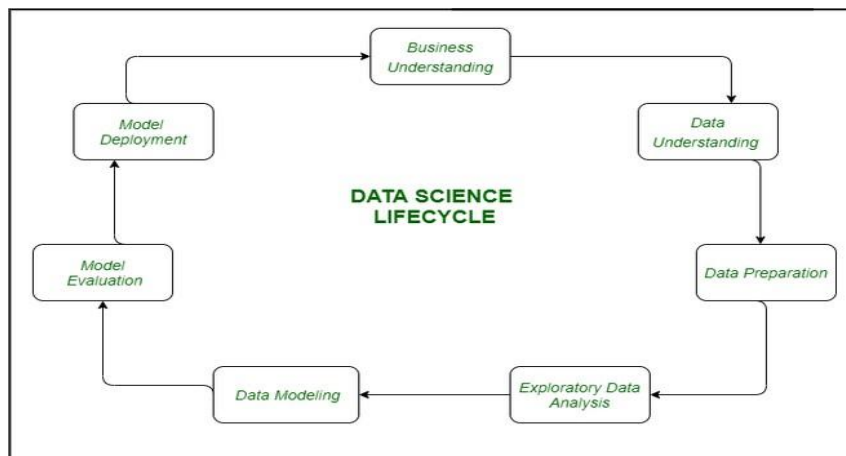 Business
Understanding
Data
Understanding
Data Preparation
Exploratory Data
Analysis
Data Modeling
Model
Evaluation
Model
Deployment
DATA SCIENCE
LIFECYCLE